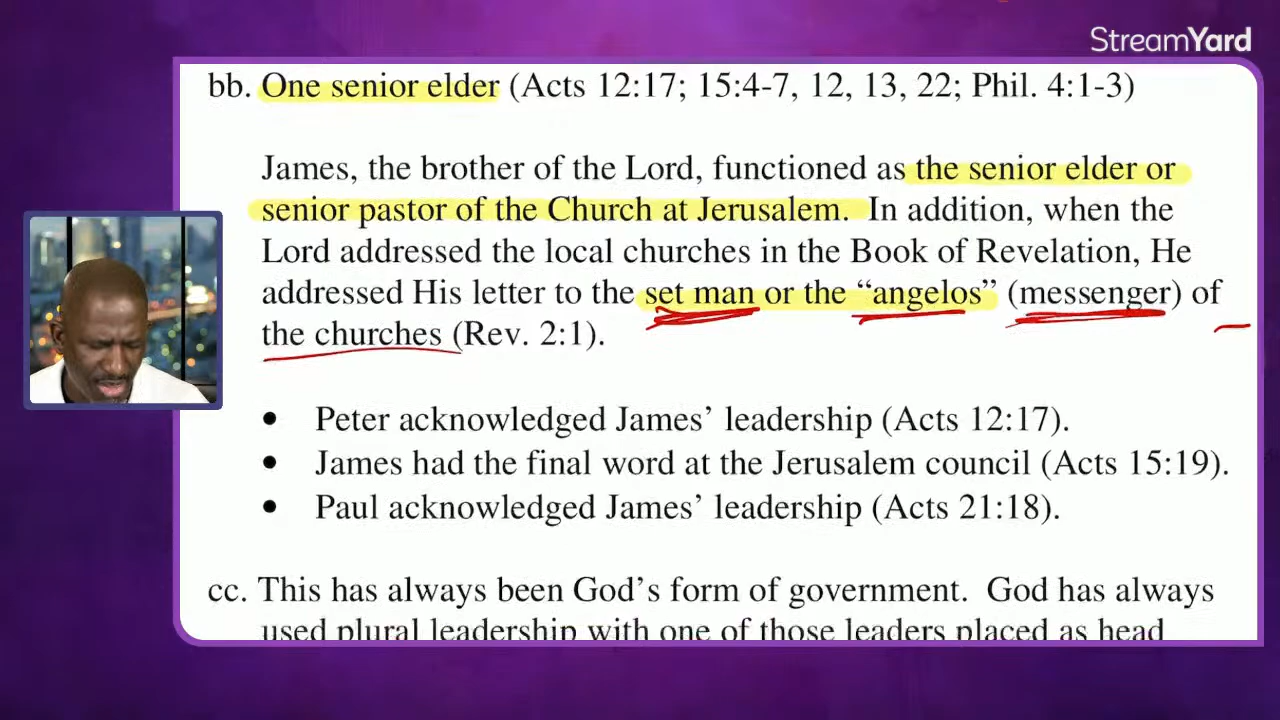 StreamYard
bb. One senior elder (Acts 12:17; 15:4-7, 12, 13, 22; Phil. 4:1-3)
James, the brother of the Lord, functioned as the senior elder or
senior pastor of the Church at Jerusalem. In addition, when the
Lord addressed the local churches in the Book of Revelation, He
addressed His letter to the set man or the “angelos” (messenger) of
the churches (Rev. 2:1).
• Peter acknowledged James’ leadership (Acts 12:17).
• James had the final word at the Jerusalem council (Acts 15:19).
• Paul acknowledged James’ leadership (Acts 21:18).
cc. This has always been God’s form of government. God has always
used plural leadership with one of those leaders placed as head